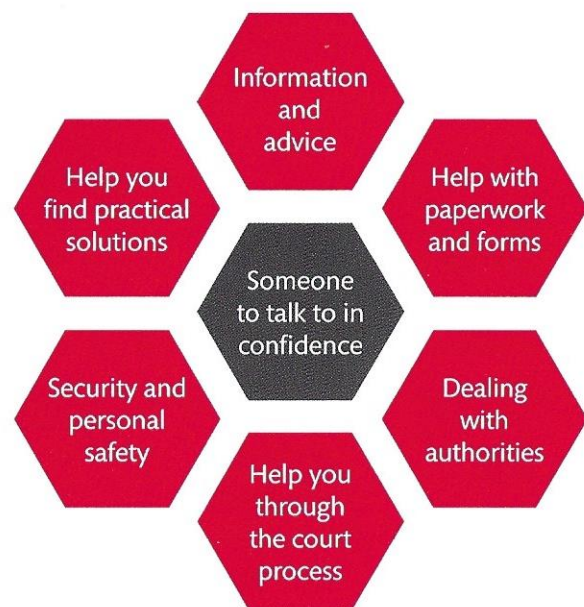 Information
and
advice
Help with
paperwork
and forms
Dealing
with
authorities
Help you
through
the court
process
Security and
personal
safety
Help you
find practical
solutions
Someone
to talk to in
confidence